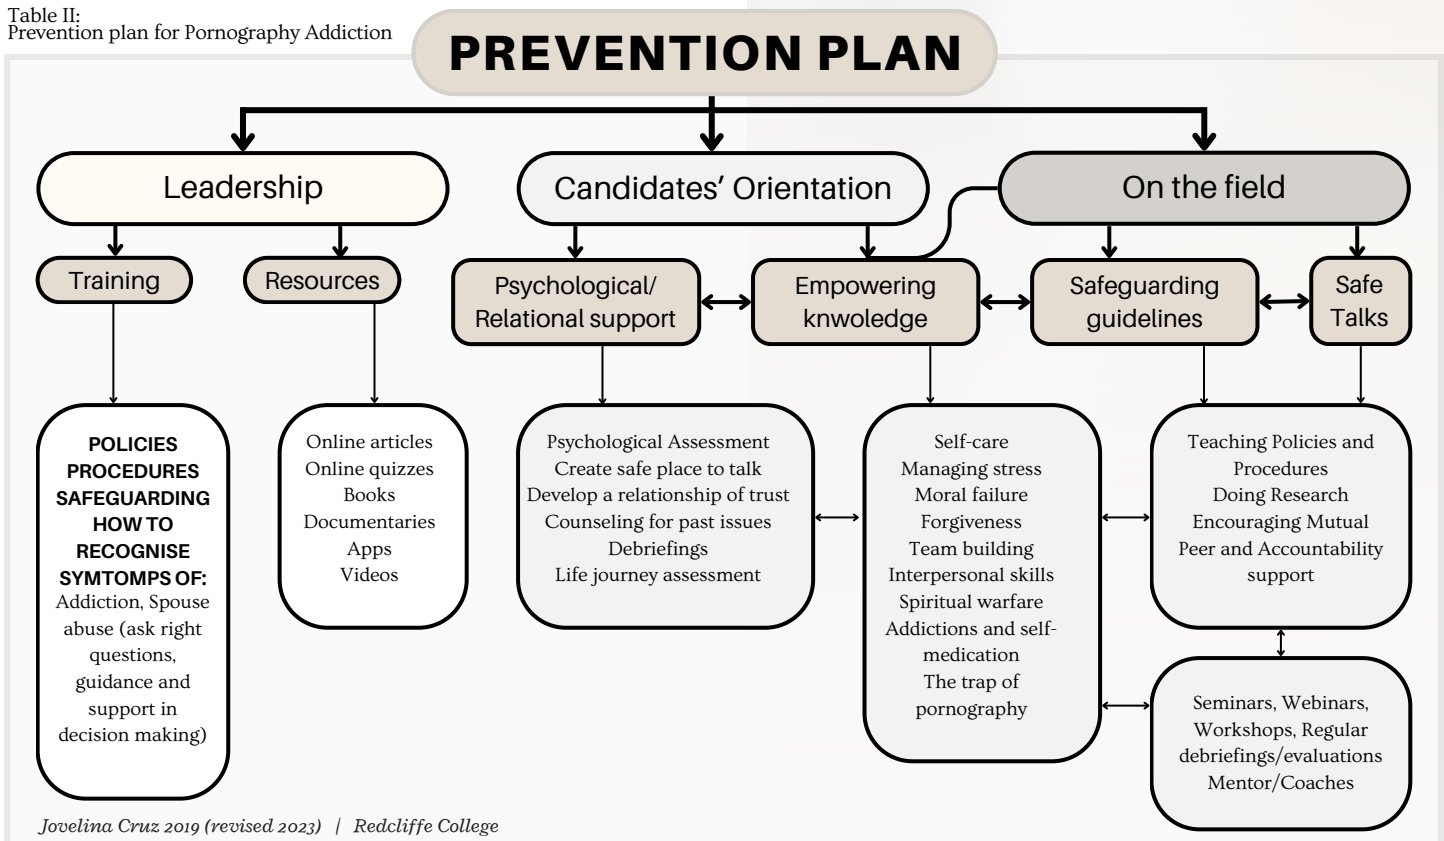 Table II:
Prevention plan for Pornography Addiction
PREVENTION PLAN
Leadership
Candidates' Orientation
On the field
Training
Resources
Psychological/
Relational support
Empowering
knwoledge
Safeguarding
guidelines
Safe
Talks
POLICIES
PROCEDURES
SAFEGUARDING
HOW TO
RECOGNISE
SYMTOMPS OF:
Addiction, Spouse
abuse (ask right
questions,
guidance and
support in
decision making)
Online articles
Online quizzes
Books
Documentaries
Apps
Videos
Psychological Assessment
Create safe place to talk
Develop a relationship of trust
Counseling for past issues
Debriefings
Life journey assessment
Self-care
Managing stress
Moral failure
Forgiveness
Team building
Interpersonal skills
Spiritual warfare
Addictions and self-
medication
The trap of
pornography
Teaching Policies and
Procedures
Doing Research
Encouraging Mutual
Peer and Accountability
support
Seminars, Webinars,
Workshops, Regular
debriefings/evaluations
Mentor/Coaches
Jovelina Cruz 2019 (revised 2023) | Redcliffe College